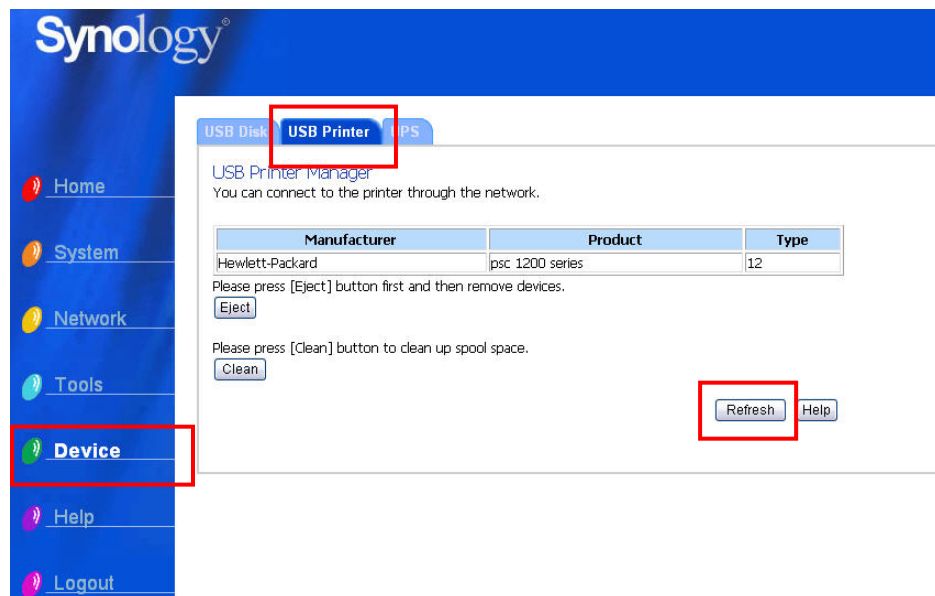 Synology®
USB Disk USB Printer UPS
USB Printer Manager
You can connect to the printer through the network.
Manufacturer Product Type
Hewlett-Packard psc 1200 series 12
Please press [Eject] button first and then remove devices.
Eject
Please press [Clean] button to clean up spool space.
Clean
Refresh Help
Home
System
Network
Tools
Device
Help
Logout